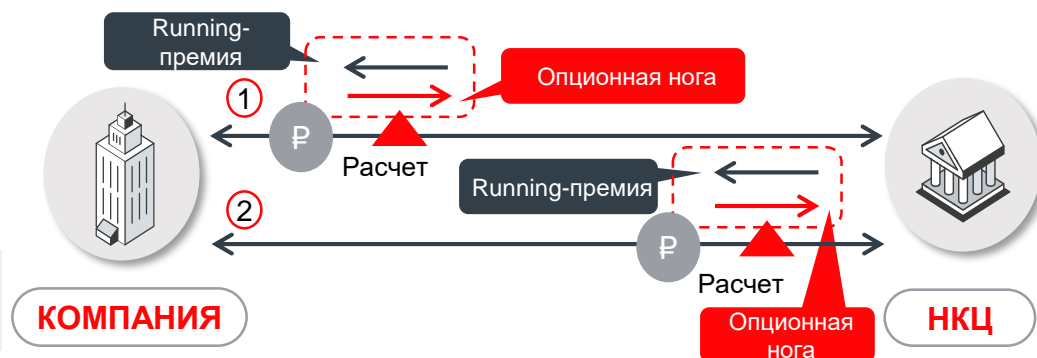 Running-
премия
Опционная нога
1
₽
Расчет
Running-премия
2
₽
Расчет
КОМПАНИЯ
Опционная
нога
НКЦ